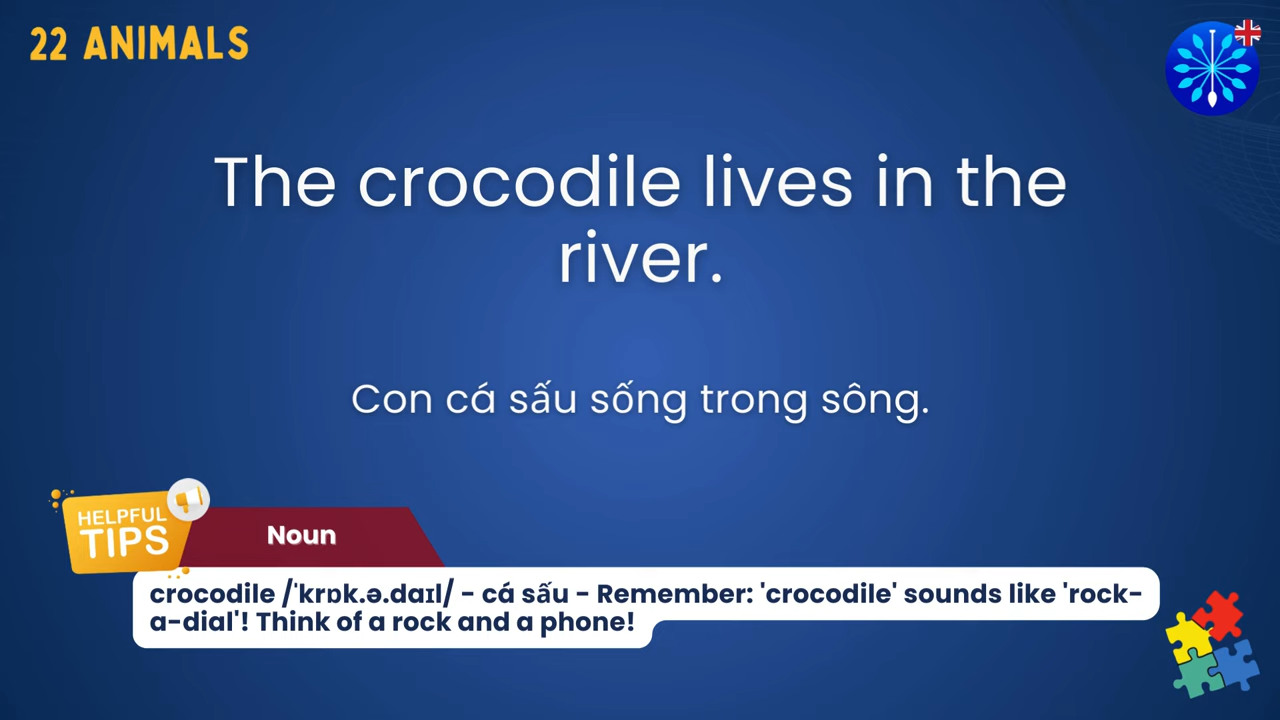 22 ANIMALS
The crocodile lives in the
river.
Con cá sấu sống trong sông.
HELPFUL
TIPS
Noun
crocodile /ˈkrɒk.ə.daɪl/ - cá sấu - Remember: 'crocodile' sounds like 'rock-
a-dial'! Think of a rock and a phone!